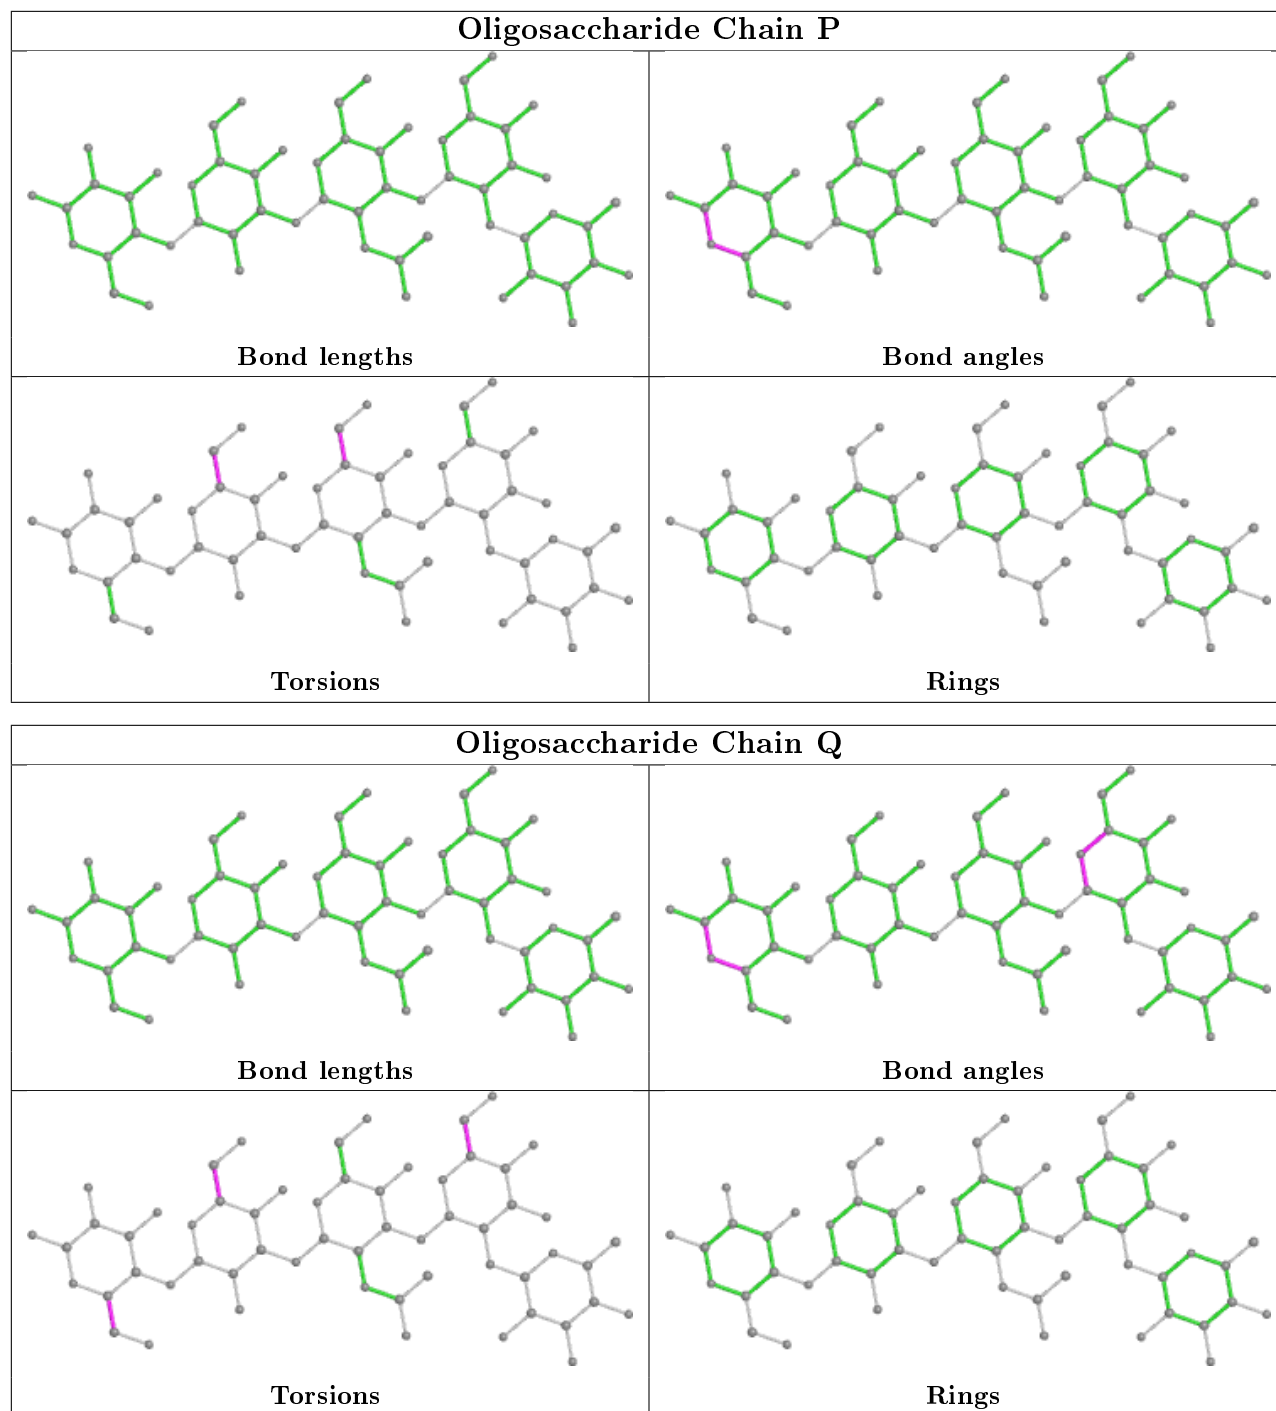 Oligosaccharide Chain P
Bond lengths
Bond angles
Torsions
Rings
Oligosaccharide Chain Q
Bond lengths
Bond angles
Torsions
Rings